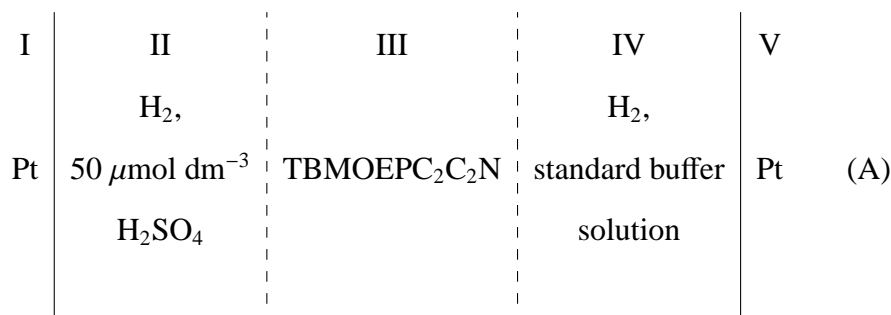 I II III IV V
H₂, H₂,
Pt 50 μmol dm⁻³ TBMOEPC₂C₂N standard buffer Pt (A)
H₂SO₄ solution